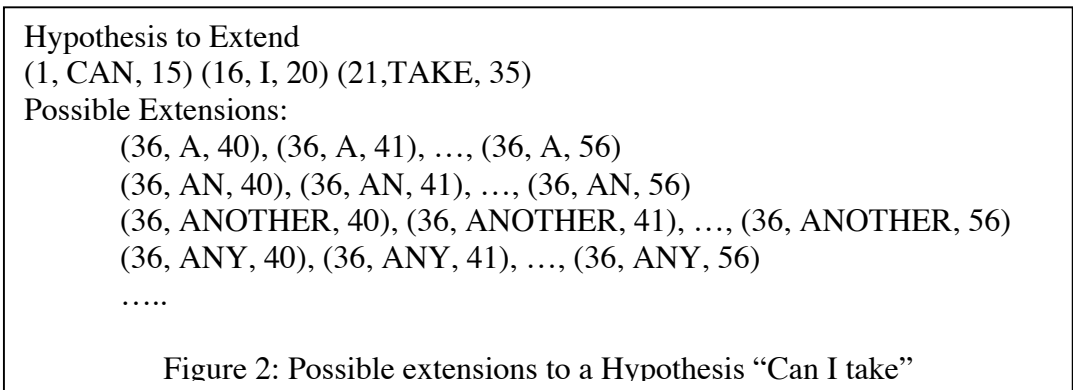 Hypothesis to Extend
(1, CAN, 15) (16, I, 20) (21,TAKE, 35)
Possible Extensions:
(36, A, 40), (36, A, 41), …, (36, A, 56)
(36, AN, 40), (36, AN, 41), …, (36, AN, 56)
(36, ANOTHER, 40), (36, ANOTHER, 41), …, (36, ANOTHER, 56)
(36, ANY, 40), (36, ANY, 41), …, (36, ANY, 56)
…..
Figure 2: Possible extensions to a Hypothesis “Can I take”